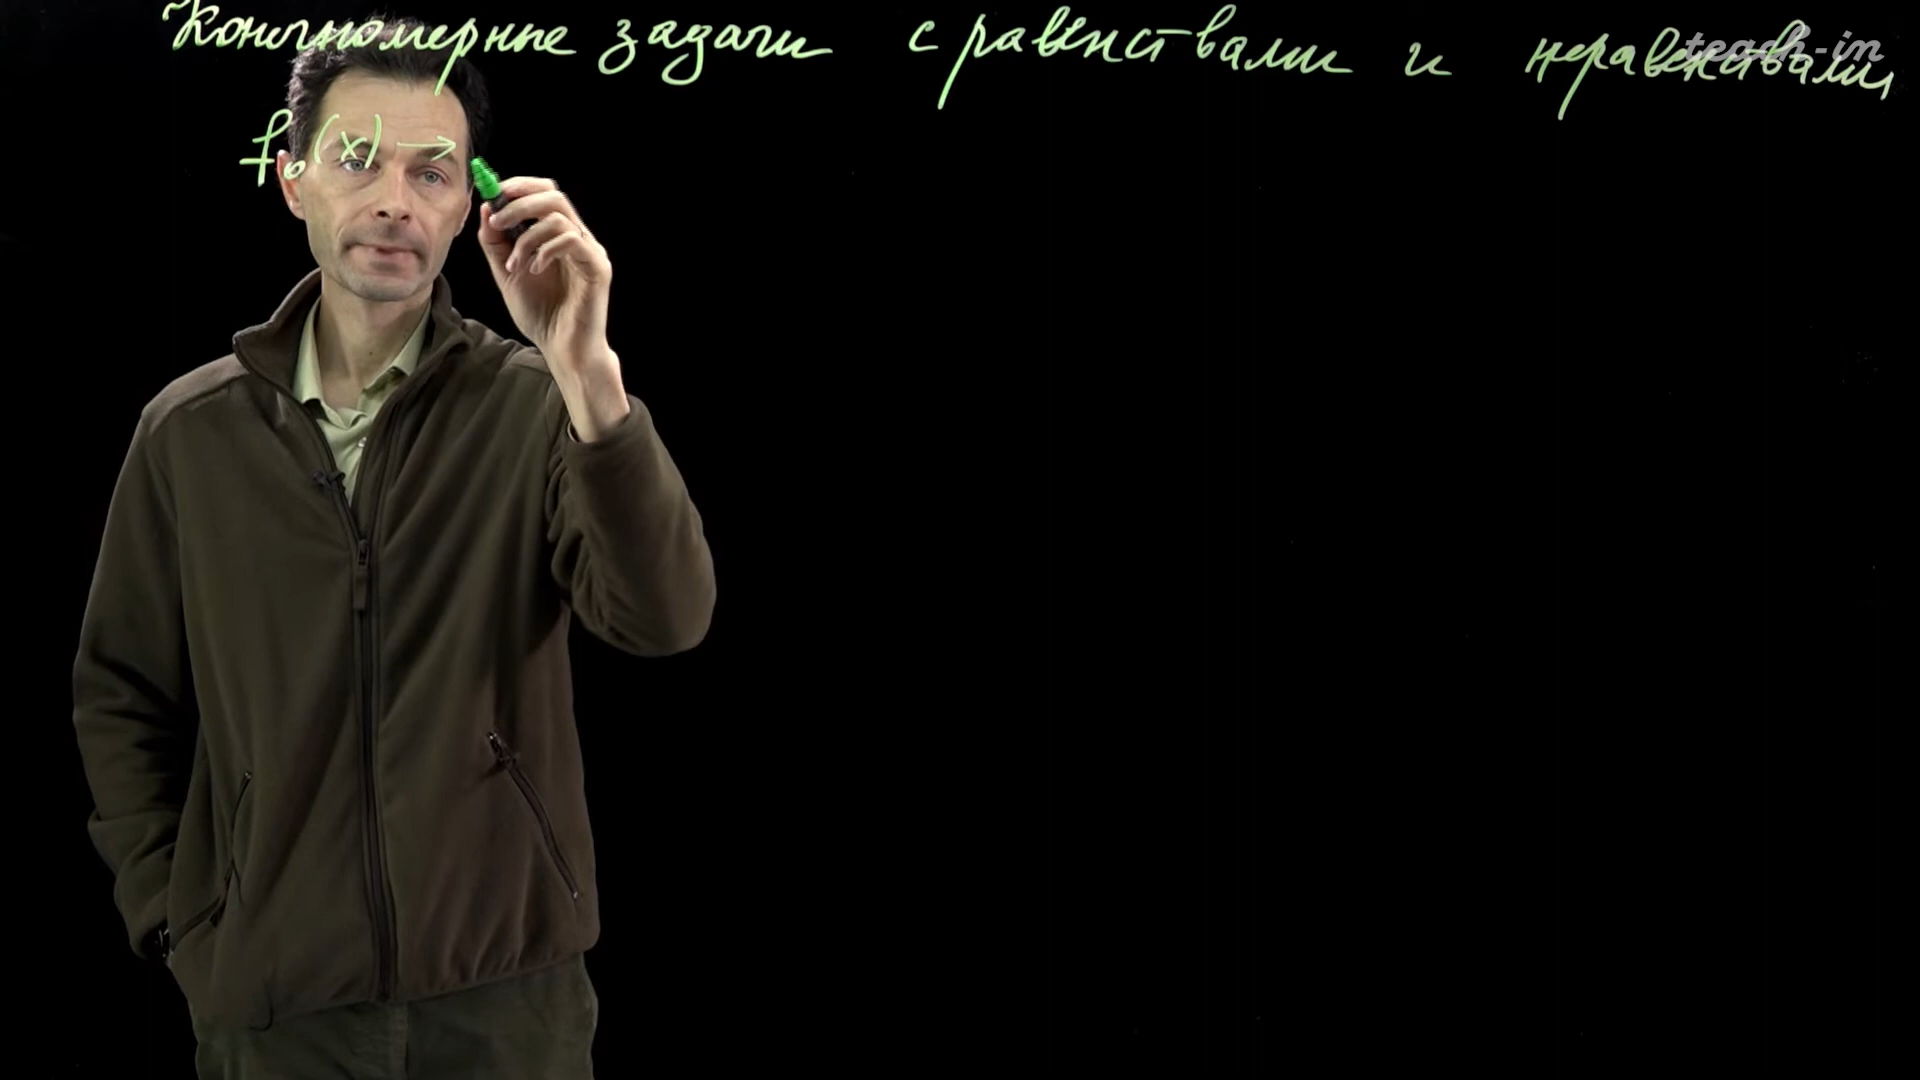 Конечномерные задачи с равенствами и неравенствами
teach-in
f₀(x) →